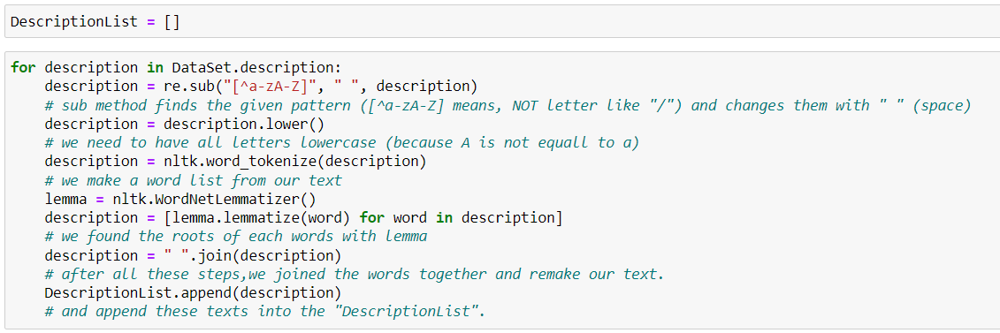 DescriptionList = []
for description in DataSet.description:
    description = re.sub("[^a-zA-Z]", " ", description)
    # sub method finds the given pattern ([^a-zA-Z] means, NOT letter like "/") and changes them with " " (space)
    description = description.lower()
    # we need to have all letters lowercase (because A is not equall to a)
    description = nltk.word_tokenize(description)
    # we make a word list from our text
    lemma = nltk.WordNetLemmatizer()
    description = [lemma.lemmatize(word) for word in description]
    # we found the roots of each words with lemma
    description = " ".join(description)
    # after all these steps,we joined the words together and remake our text.
    DescriptionList.append(description)
    # and append these texts into the "DescriptionList".